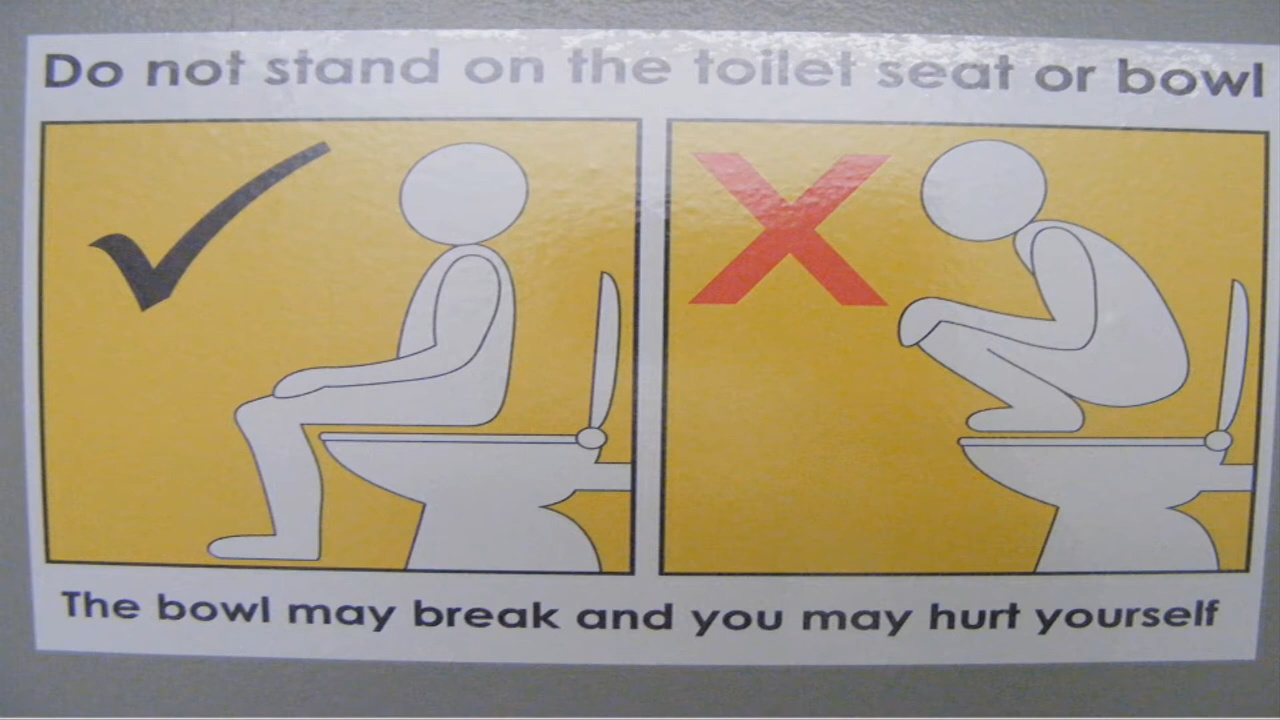 Do not stand on the toilet seat or bowl
The bowl may break and you may hurt yourself